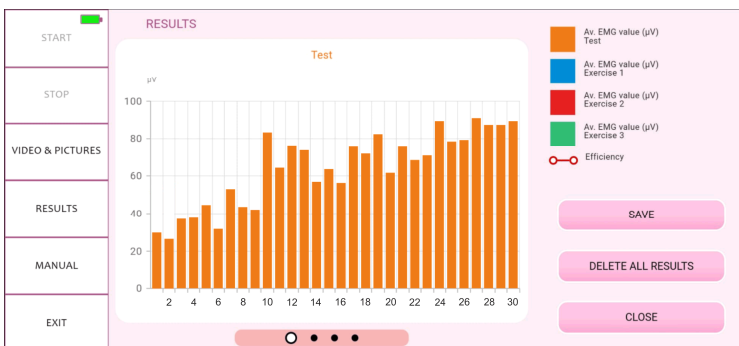 START
STOP
VIDEO & PICTURES
RESULTS
MANUAL
EXIT
RESULTS
Test
µV
100
80
60
40
20
0
2 4 6 8 10 12 14 16 18 20 22 24 26 28 30
Av. EMG value (µV)
Test
Av. EMG value (µV)
Exercise 1
Av. EMG value (µV)
Exercise 2
Av. EMG value (µV)
Exercise 3
Efficiency
SAVE
DELETE ALL RESULTS
CLOSE